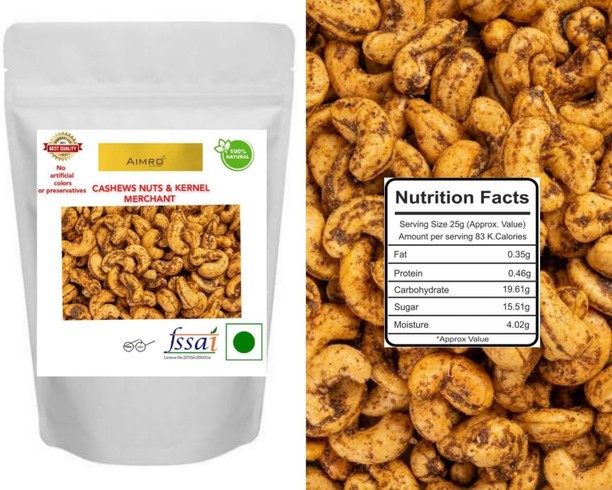 BEST QUALITY
No
artificial
colors
or preservatives
AIMRO
100%
NATURAL
CASHEWS NUTS & KERNEL
MERCHANT
fssai
Nutrition Facts
Serving Size 25g (Approx. Value)
Amount per serving 83 K.Calories
Fat 0.35g
Protein 0.46g
Carbohydrate 19.61g
Sugar 15.51g
Moisture 4.02g
*Approx Value